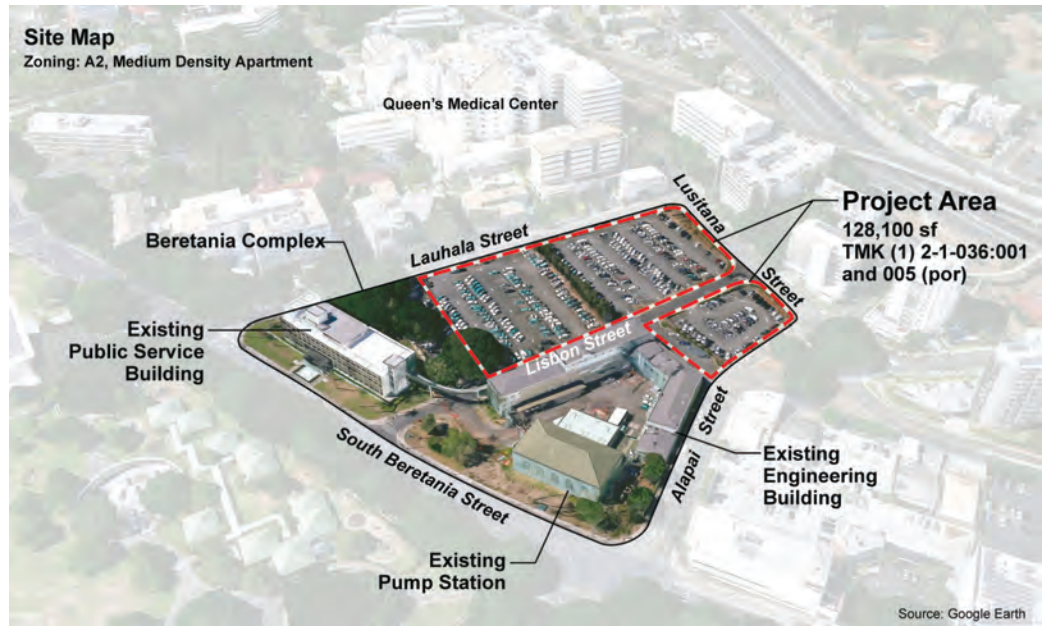 Site Map
Zoning: A2, Medium Density Apartment
Queen's Medical Center
Lusitana
Street
Project Area
128,100 sf
TMK (1) 2-1-036:001
and 005 (por)
Beretania Complex
Lauhala Street
Existing
Public Service
Building
Lisbon Street
South Beretania Street
Alapai Street
Existing
Engineering
Building
Existing
Pump Station
Source: Google Earth